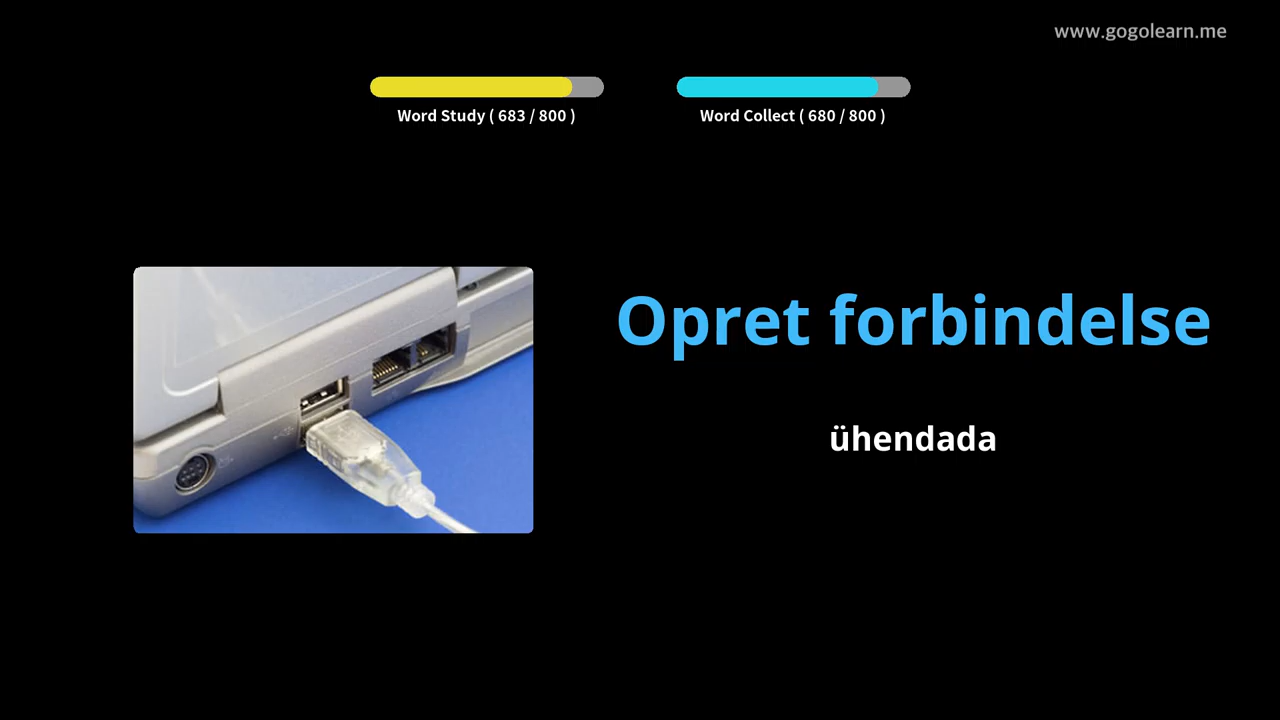 www.gogolearn.me
Word Study ( 683 / 800 )
Word Collect ( 680 / 800 )
Opret forbindelse
ühendada